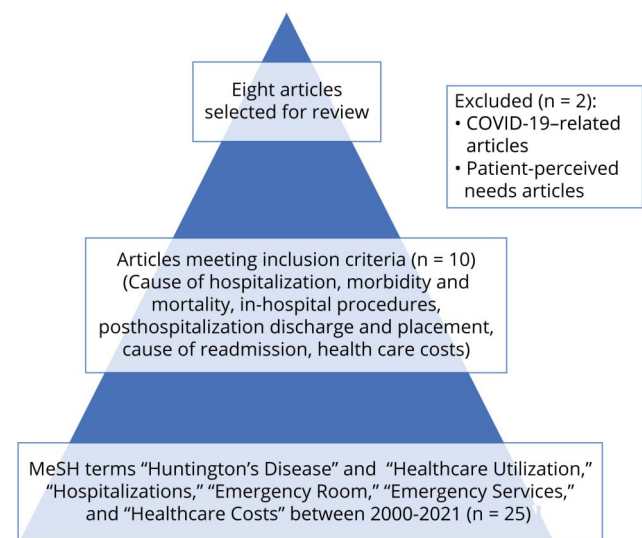 Eight articles
selected for review
Excluded (n = 2):
• COVID-19–related
articles
• Patient-perceived
needs articles
Articles meeting inclusion criteria (n = 10)
(Cause of hospitalization, morbidity and
mortality, in-hospital procedures,
posthospitalization discharge and placement,
cause of readmission, health care costs)
MeSH terms “Huntington’s Disease” and “Healthcare Utilization,”
“Hospitalizations,” “Emergency Room,” “Emergency Services,”
and “Healthcare Costs” between 2000-2021 (n = 25)